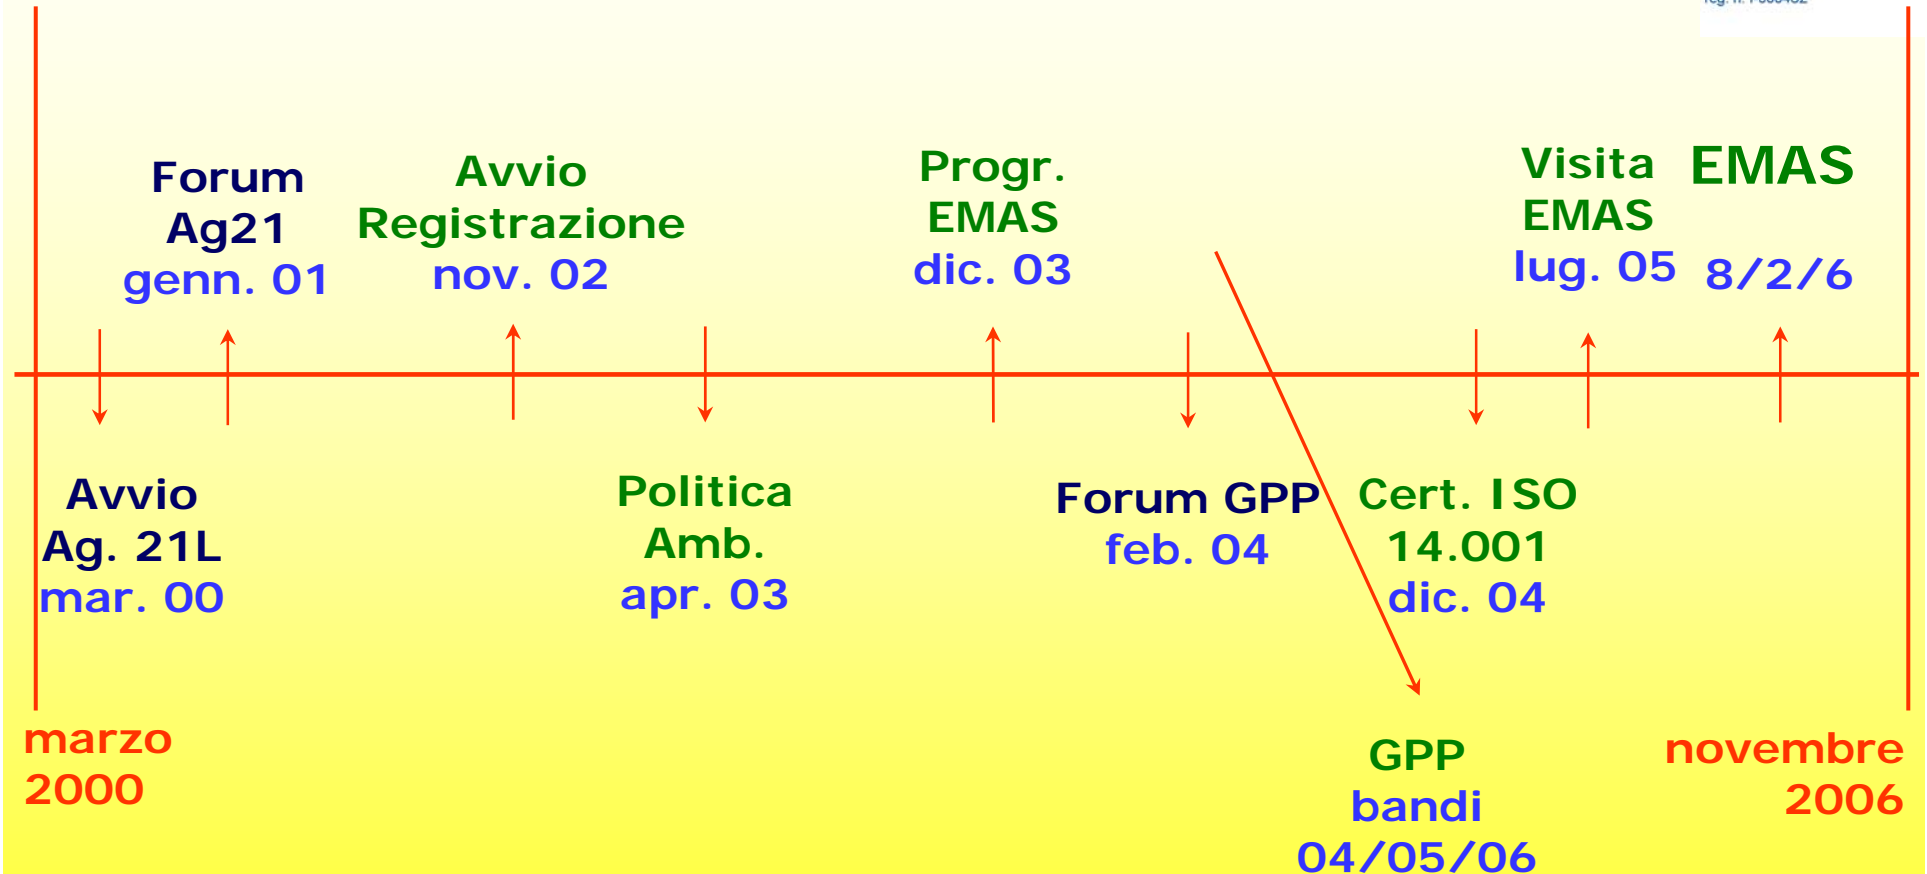 Forum
Ag21
genn. 01
Avvio
Registrazione
nov. 02
Progr.
EMAS
dic. 03
Visita
EMAS
lug. 05
EMAS
8/2/6
Avvio
Ag. 21L
mar. 00
Politica
Amb.
apr. 03
Forum GPP
feb. 04
Cert. ISO
14.001
dic. 04
marzo
2000
GPP
bandi
04/05/06
novembre
2006